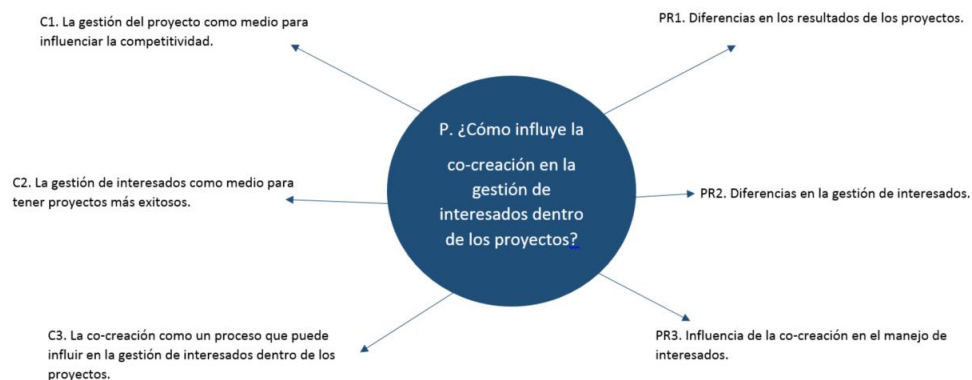 C1. La gestión del proyecto como medio para
influenciar la competitividad.
PR1. Diferencias en los resultados de los proyectos.
P. ¿Cómo influye la
co-creación en la
gestión de
interesados dentro
de los proyectos?
C2. La gestión de interesados como medio para
tener proyectos más exitosos.
PR2. Diferencias en la gestión de interesados.
C3. La co-creación como un proceso que puede
influir en la gestión de interesados dentro de los
proyectos.
PR3. Influencia de la co-creación en el manejo de
interesados.